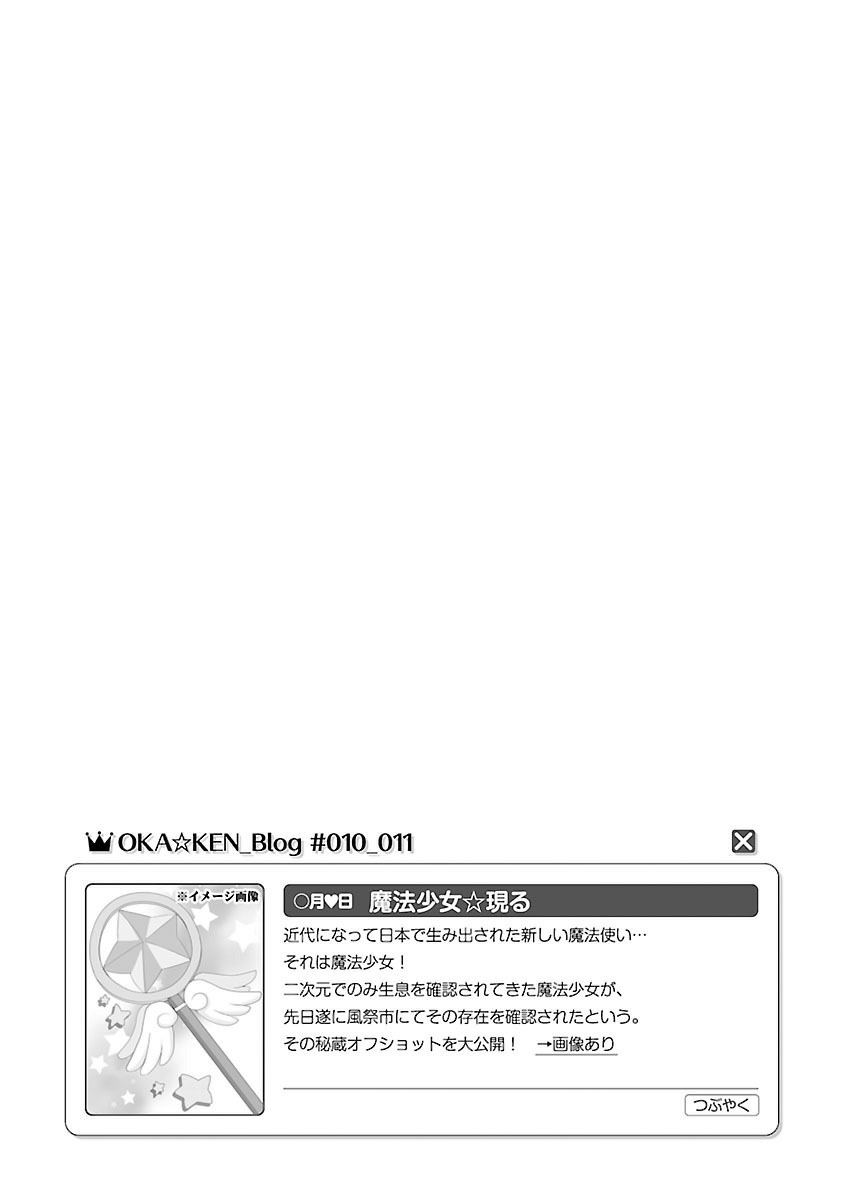 OKA☆KEN_Blog #010_011
※イメージ画像
○月♥日 魔法少女☆現る
近代になって日本で生み出された新しい魔法使い…
それは魔法少女！
二次元でのみ生息を確認されてきた魔法少女が、
先日遂に風祭市にてその存在を確認されたという。
その秘蔵オフショットを大公開！ →画像あり
つぶやく